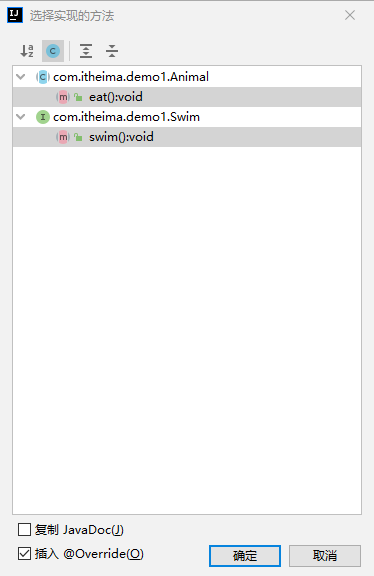 IJ 选择实现的方法
a
z
C
C com.itheima.demo1.Animal
m eat():void
I com.itheima.demo1.Swim
m swim():void
复制 JavaDoc(J)
插入 @Override(O)
确定 取消